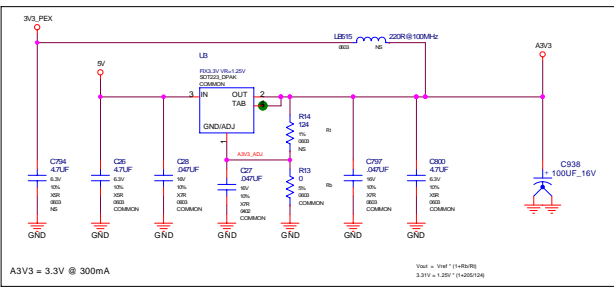 3V3_PEX
LB515 220R@100MHz
0603 NS
A3V3
5V
U3
FIX3.3V VR=1.25V
SOT223_DPAK
COMMON
3 IN OUT 2
TAB 4
GND/ADJ
1
A3V3_ADJ
R14
124
1%
0603
NS
Rt
R13
0
5%
0603
COMMON
Rb
C794
4.7UF
6.3V
10%
X5R
0603
NS
C26
4.7UF
6.3V
10%
X5R
0603
COMMON
C28
.047UF
16V
10%
X7R
0603
COMMON
C27
.047UF
16V
10%
X7R
0402
COMMON
C797
.047UF
16V
10%
X7R
0603
COMMON
C800
4.7UF
6.3V
10%
X5R
0603
COMMON
C938
+ 100UF_16V
GND GND GND GND GND GND GND GND
A3V3 = 3.3V @ 300mA
Vout = Vref * (1+Rb/Rt)
3.31V = 1.25V * (1+205/124)